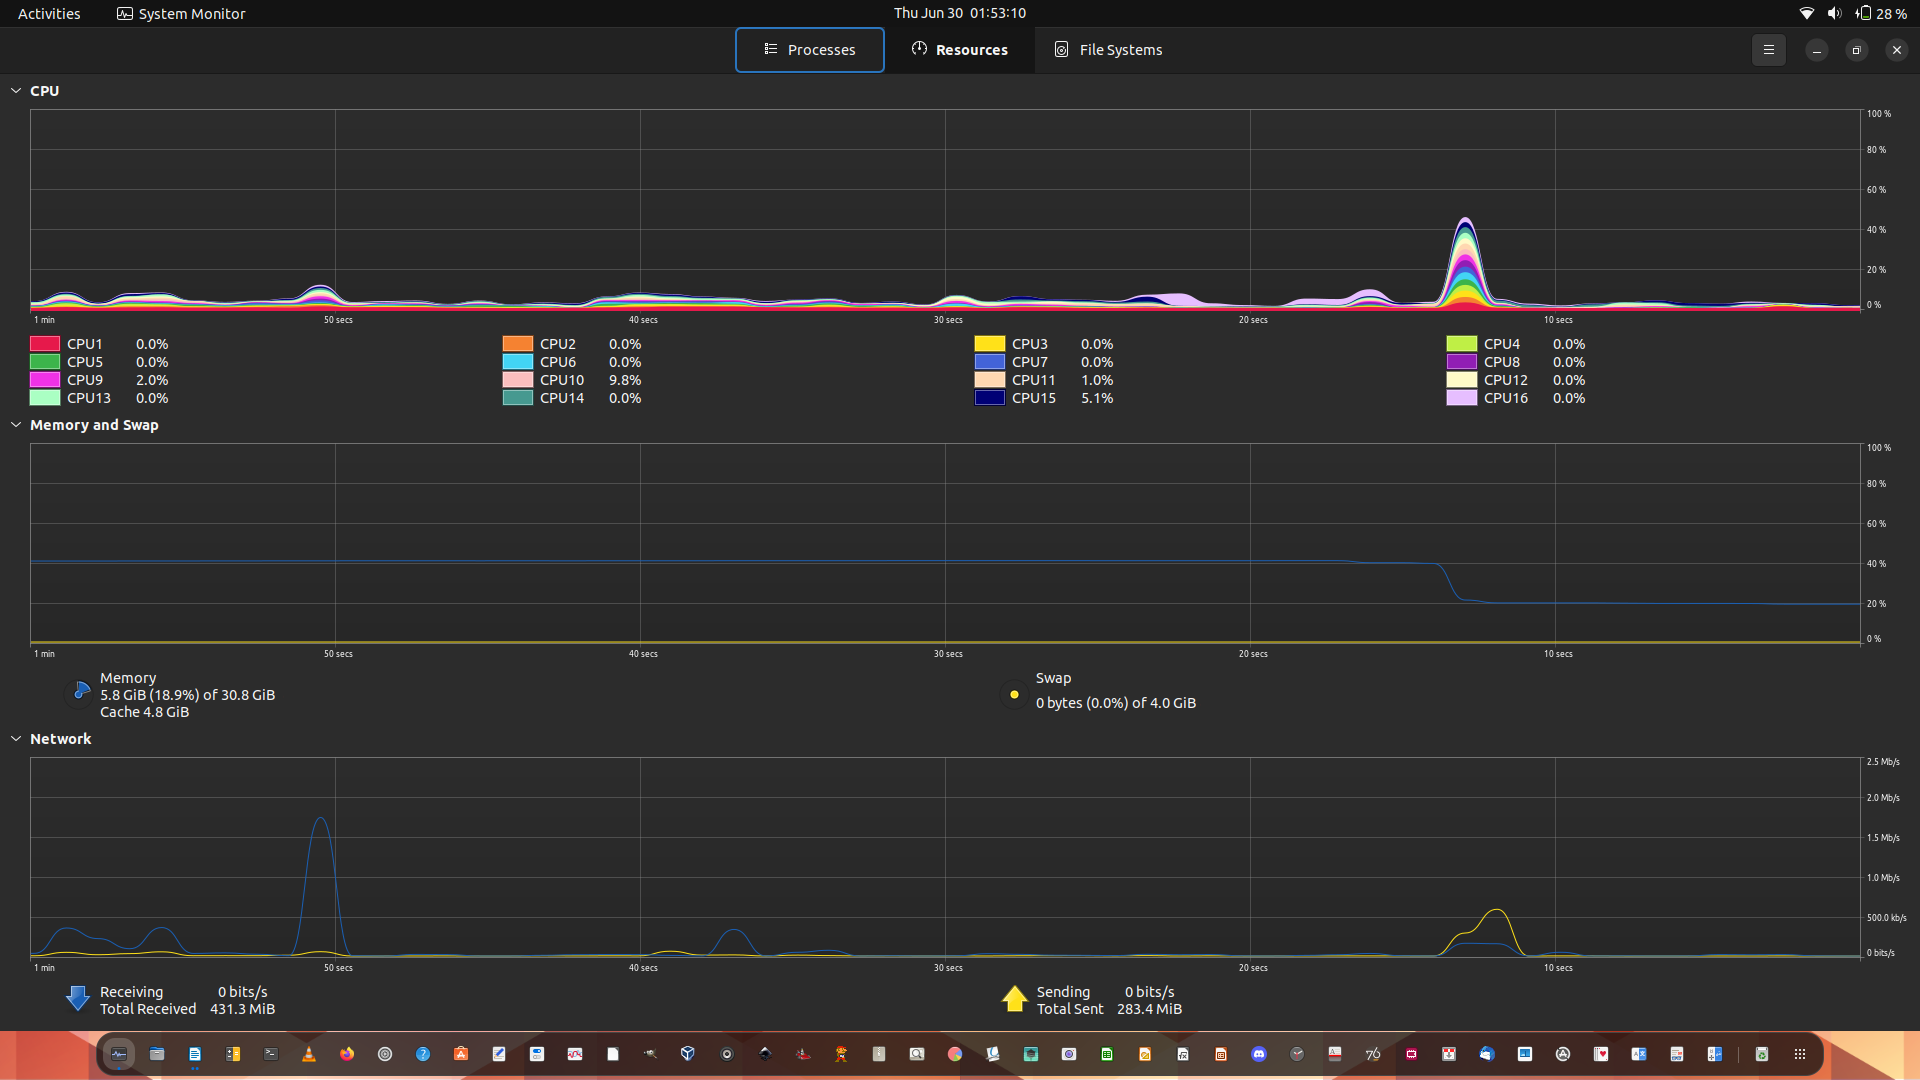 Activities System Monitor Thu Jun 30 01:53:10 28 %
Processes Resources File Systems
CPU
100 %
80 %
60 %
40 %
20 %
0 %
1 min 50 secs 40 secs 30 secs 20 secs 10 secs
CPU1 0.0% CPU2 0.0% CPU3 0.0% CPU4 0.0%
CPU5 0.0% CPU6 0.0% CPU7 0.0% CPU8 0.0%
CPU9 2.0% CPU10 9.8% CPU11 1.0% CPU12 0.0%
CPU13 0.0% CPU14 0.0% CPU15 5.1% CPU16 0.0%
Memory and Swap
100 %
80 %
60 %
40 %
20 %
0 %
1 min 50 secs 40 secs 30 secs 20 secs 10 secs
Memory
5.8 GiB (18.9%) of 30.8 GiB
Cache 4.8 GiB
Swap
0 bytes (0.0%) of 4.0 GiB
Network
2.5 Mb/s
2.0 Mb/s
1.5 Mb/s
1.0 Mb/s
500.0 kb/s
0 bits/s
1 min 50 secs 40 secs 30 secs 20 secs 10 secs
Receiving 0 bits/s
Total Received 431.3 MiB
Sending 0 bits/s
Total Sent 283.4 MiB